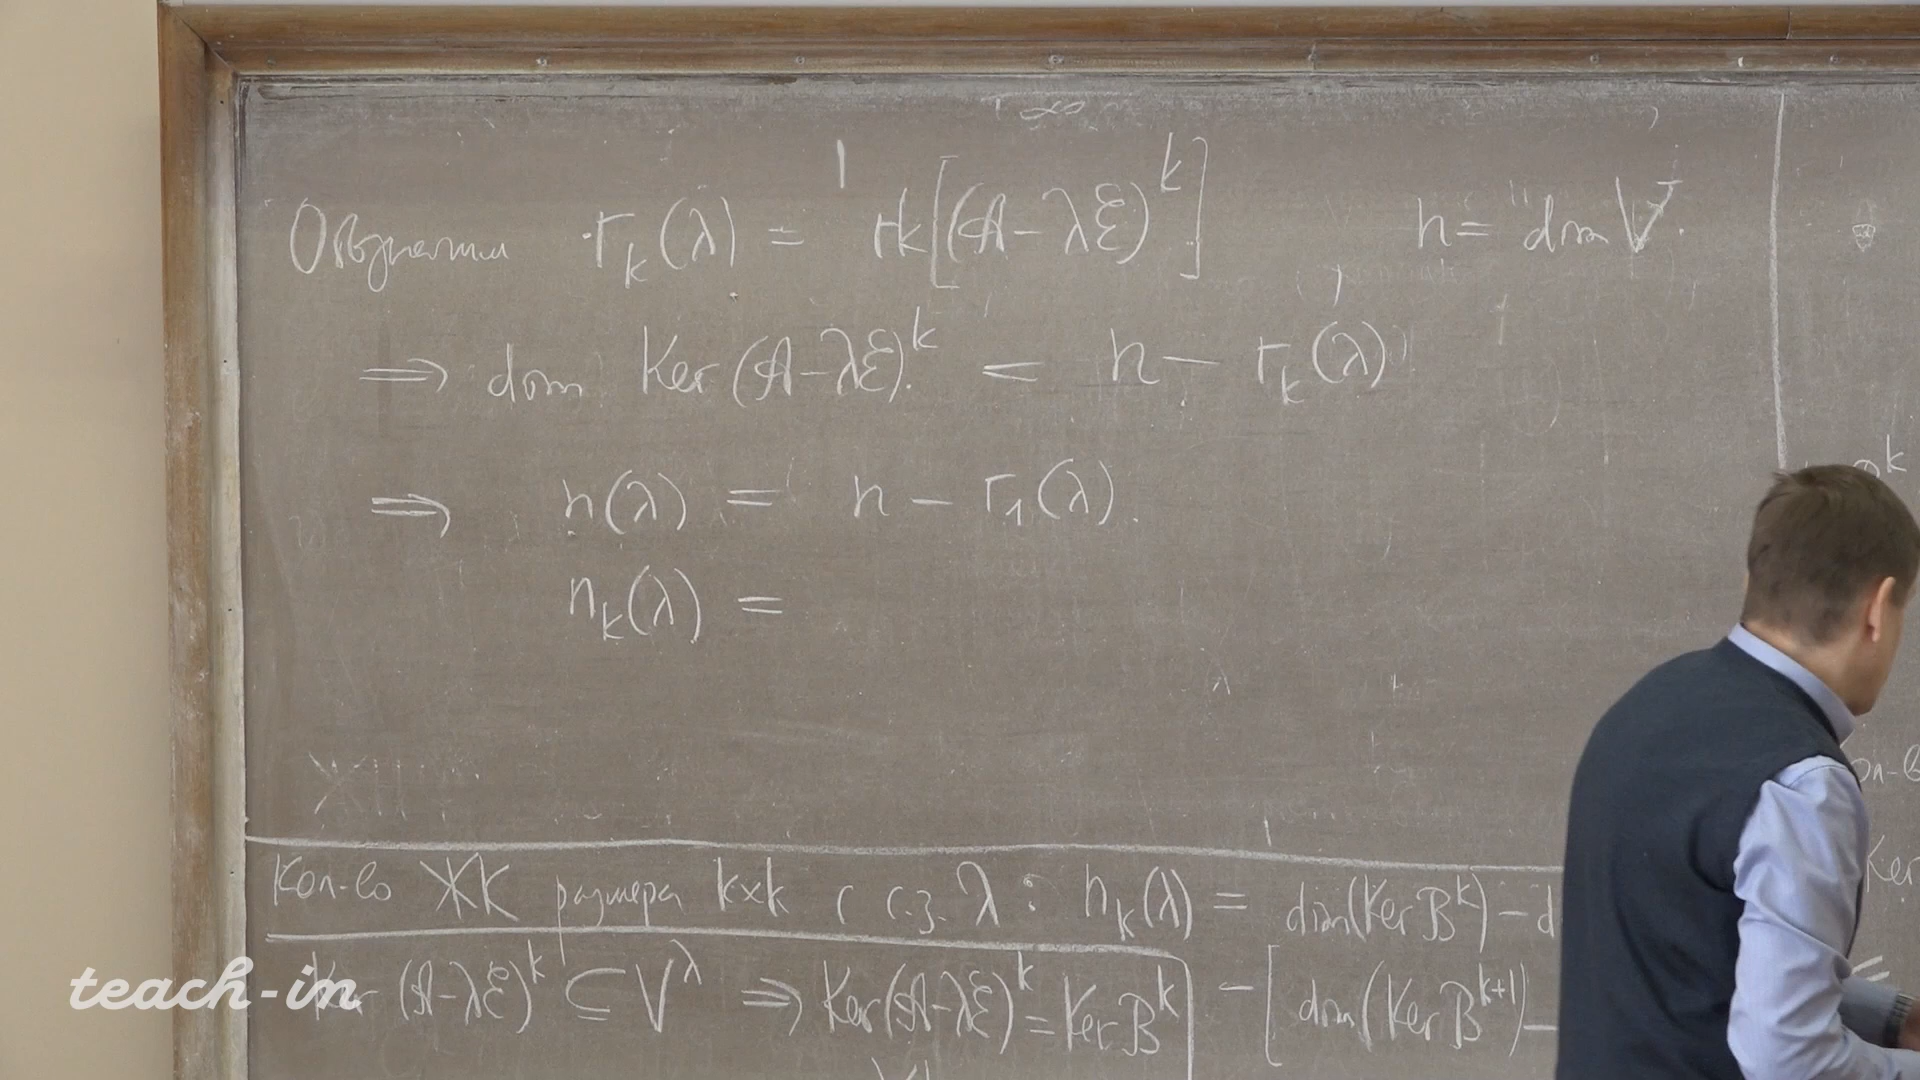 Обозначим r_k(λ) = rk[(A-λE)^k] n = dim V.
⇒ dim Ker(A-λE)^k = n - r_k(λ)
⇒ n(λ) = n - r_1(λ).
n_k(λ) =
Кол-во ЖК размера k×k с с.з. λ : n_k(λ) = dim(Ker B^k) - d
Ker (A-λE)^k ⊆ V^λ ⇒ Ker(A-λE)^k = Ker B^k - [dim(Ker B^{k+1}) -
teach-in